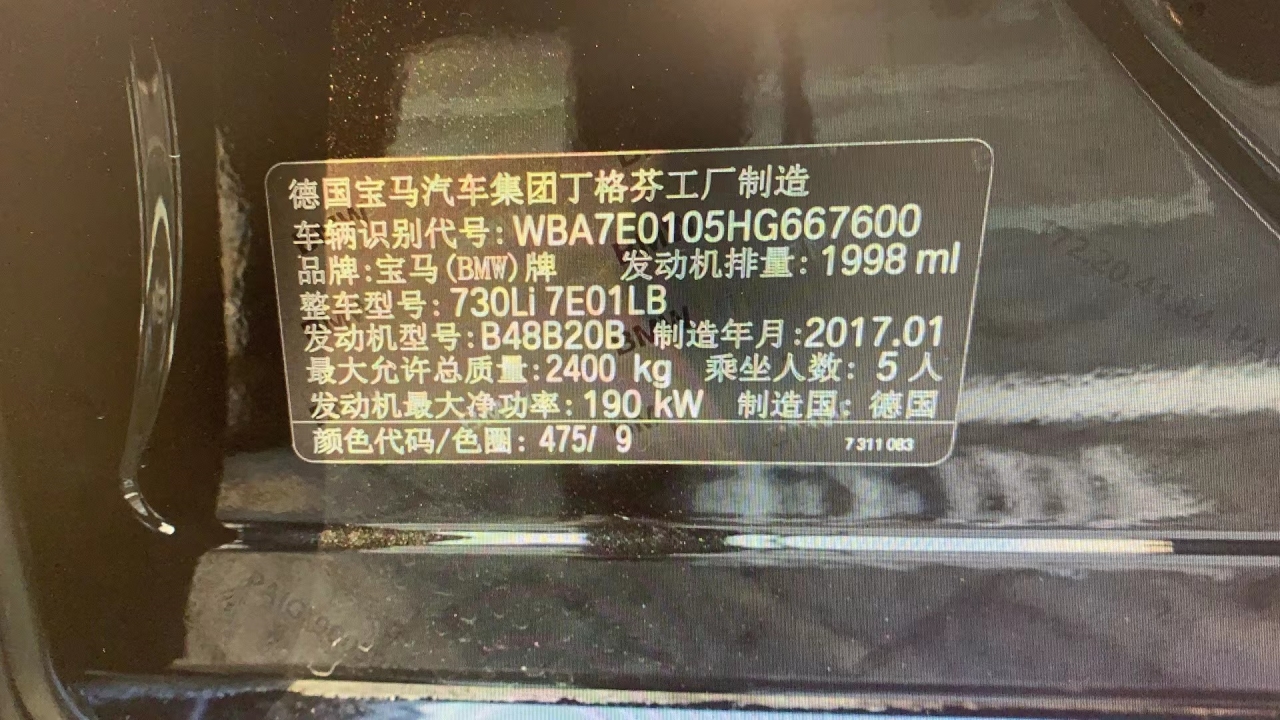 德国宝马汽车集团丁格芬工厂制造
车辆识别代号: WBA7E0105HG667600
品牌:宝马(BMW)牌 发动机排量: 1998 ml
整车型号: 730Li 7E01LB
发动机型号: B48B20B 制造年月:2017.01
最大允许总质量:2400 kg 乘坐人数: 5 人
发动机最大净功率: 190 kW 制造国: 德国
颜色代码/色圈: 475/ 9 7 311 083